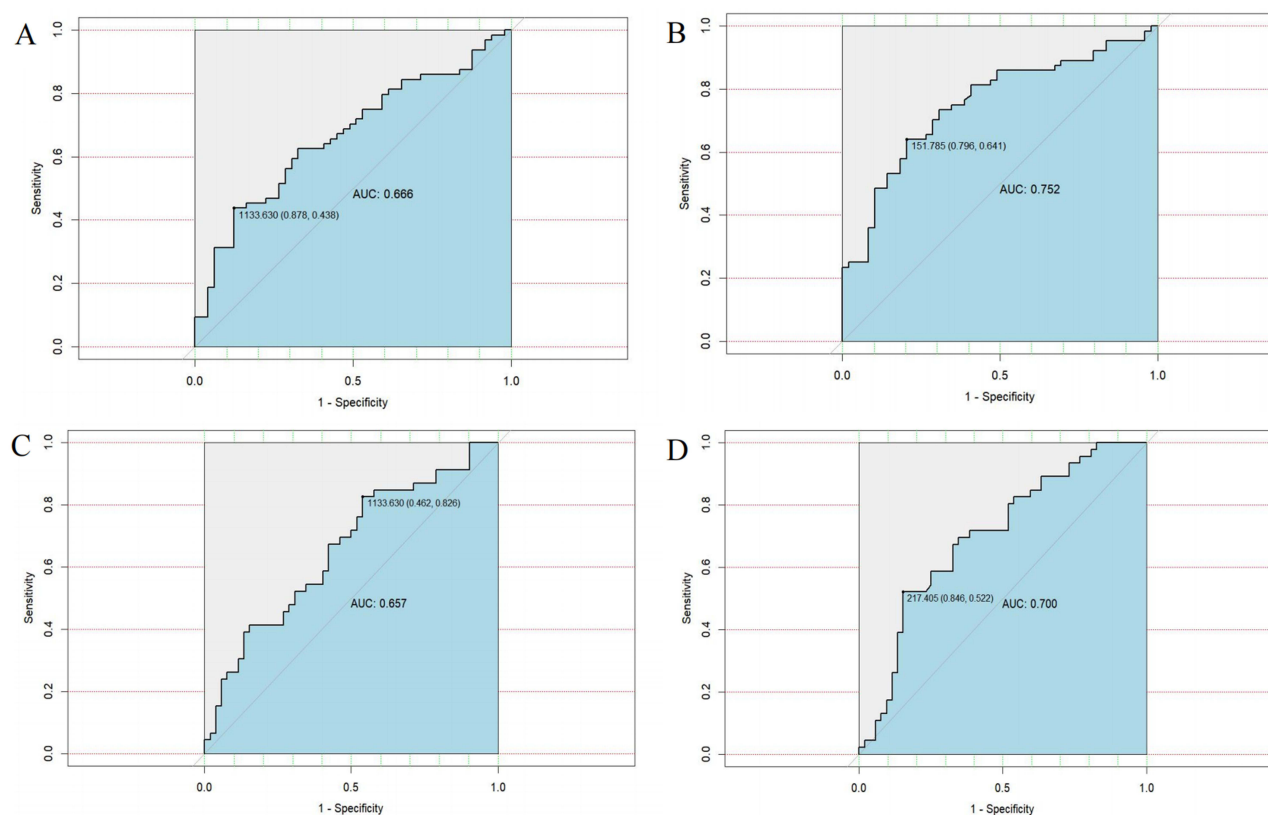 A
Sensitivity
1.0
0.8
0.6
0.4
0.2
0.0
AUC: 0.666
1133.630 (0.878, 0.438)
0.0 0.5 1.0
1 - Specificity
B
Sensitivity
1.0
0.8
0.6
0.4
0.2
0.0
151.785 (0.796, 0.641)
AUC: 0.752
0.0 0.5 1.0
1 - Specificity
C
Sensitivity
1.0
0.8
0.6
0.4
0.2
0.0
1133.630 (0.462, 0.826)
AUC: 0.657
0.0 0.5 1.0
1 - Specificity
D
Sensitivity
1.0
0.8
0.6
0.4
0.2
0.0
217.405 (0.846, 0.522)
AUC: 0.700
0.0 0.5 1.0
1 - Specificity